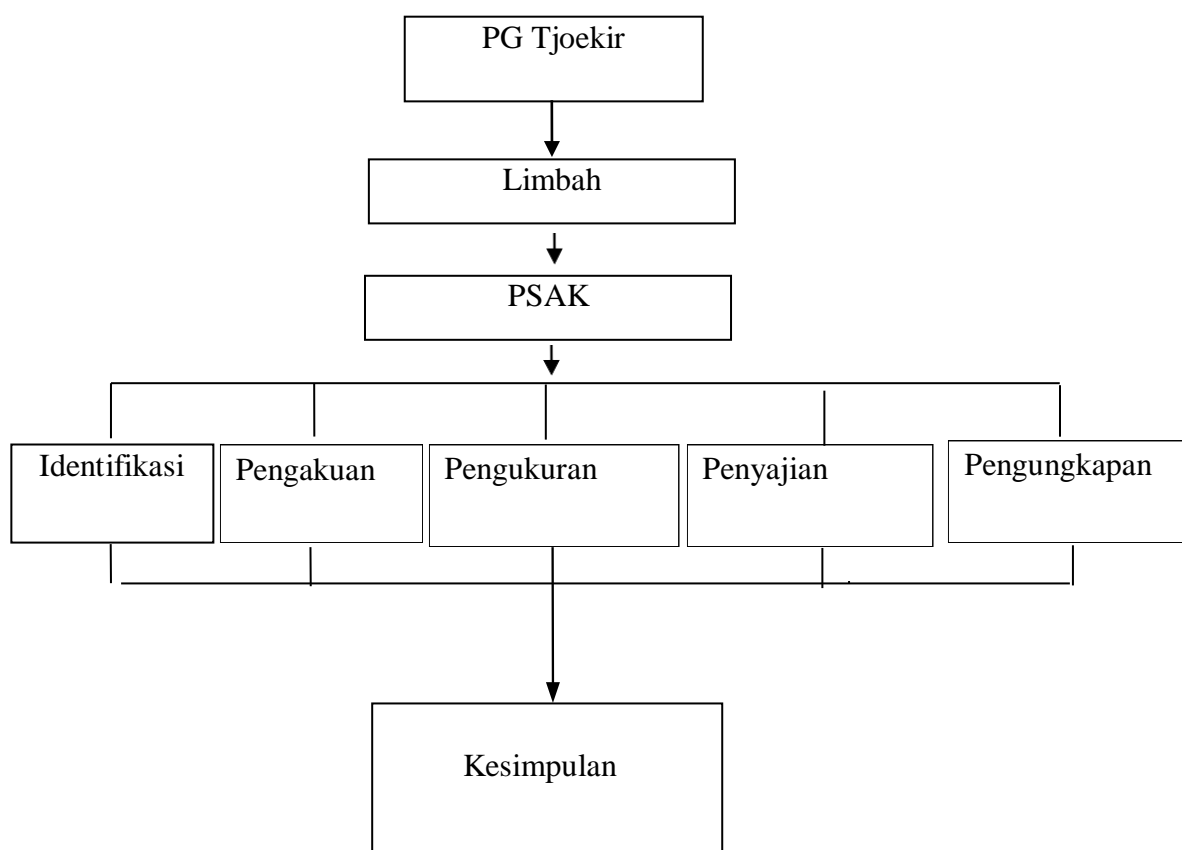 PG Tjoekir
Limbah
PSAK
Identifikasi
Pengakuan
Pengukuran
Penyajian
Pengungkapan
Kesimpulan